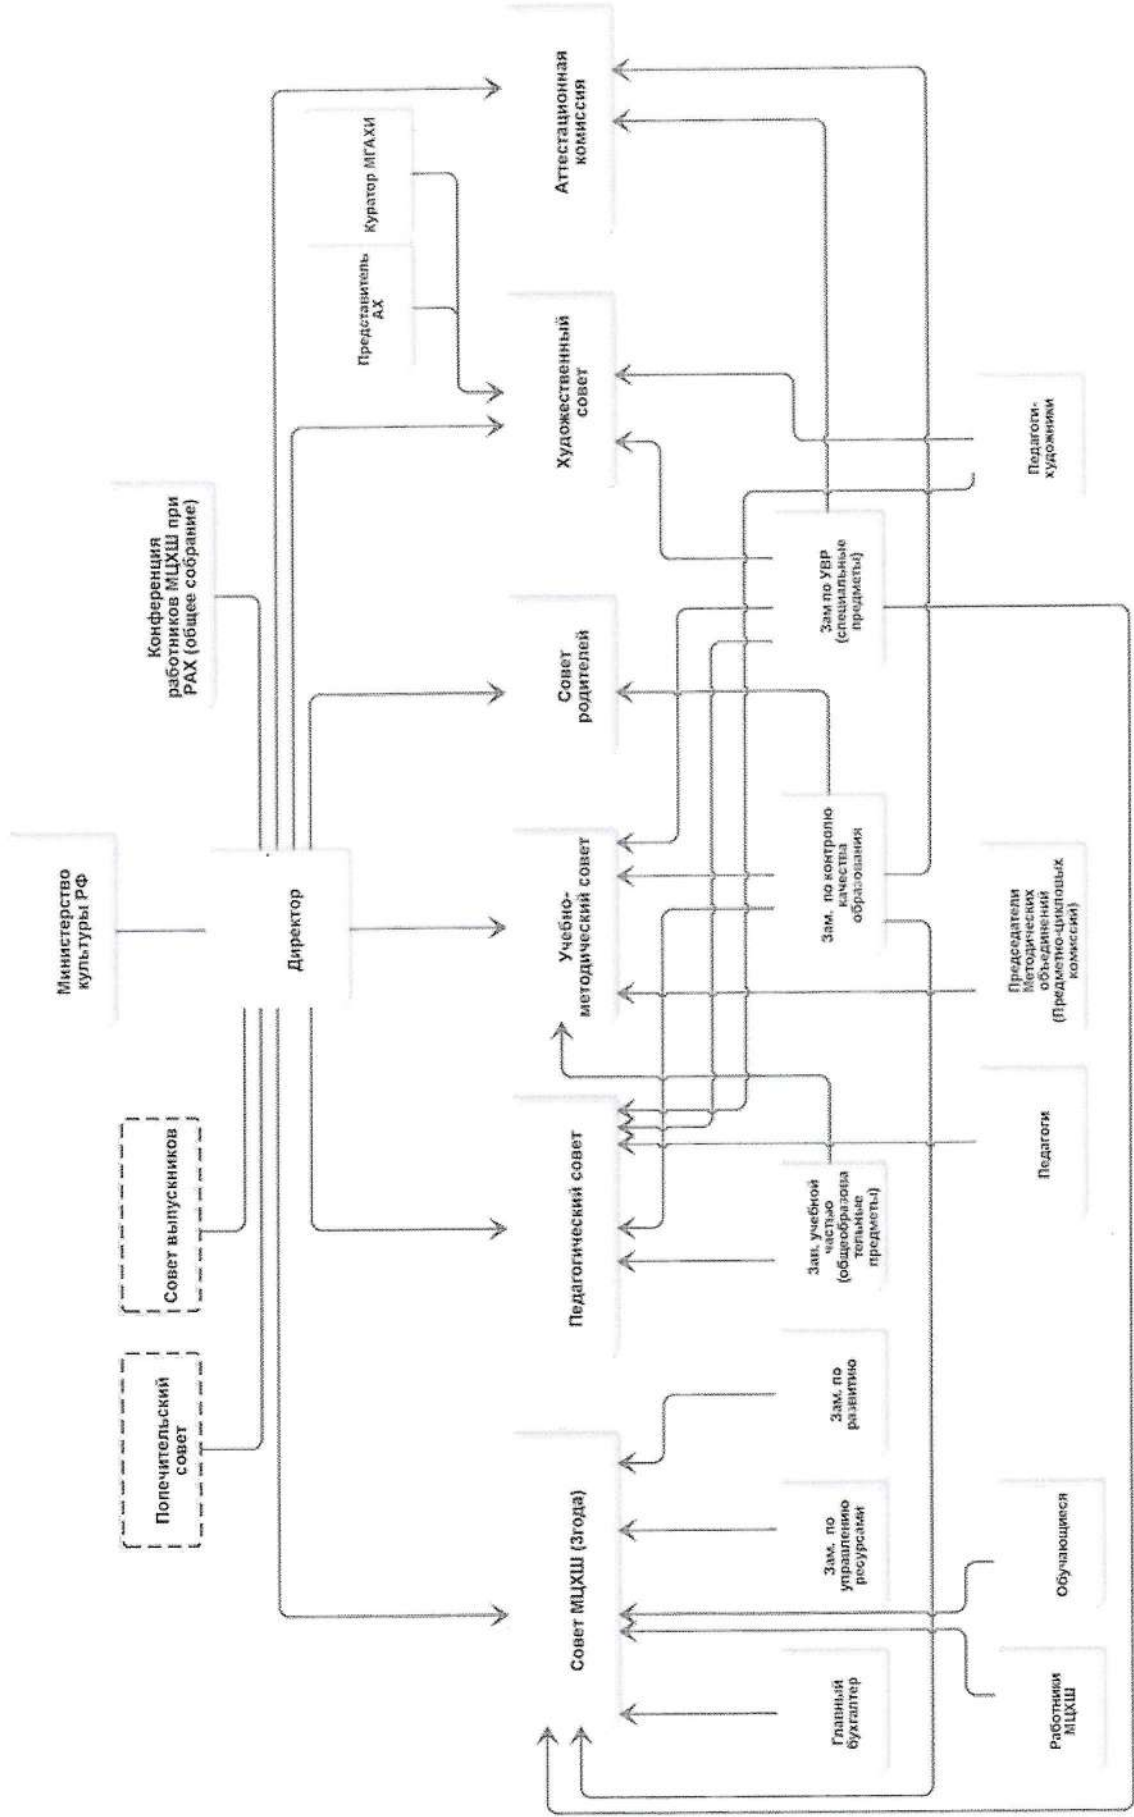 Министерство
культуры РФ
Конференция
работников МЦХШ при
РАХ (общее собрание)
Попечительский
совет
Совет выпускников
Директор
Представитель
АХ
Куратор МГАХИ
Совет МЦХШ (3года)
Педагогический совет
Учебно-
методический совет
Совет
родителей
Художественный
совет
Аттестационная
комиссия
Главный
бухгалтер
Зам. по
управлению
ресурсами
Зам. по
развитию
Зав. учебной
частью
(общеобразова
тельные
предметы)
Зам. по контролю
качества
образования
Зам по УВР
(специальные
предметы)
Работники
МЦХШ
Обучающиеся
Педагоги
Председатели
Методических
объединений
(Предметно-цикловых
комиссий)
Педагоги-
художники